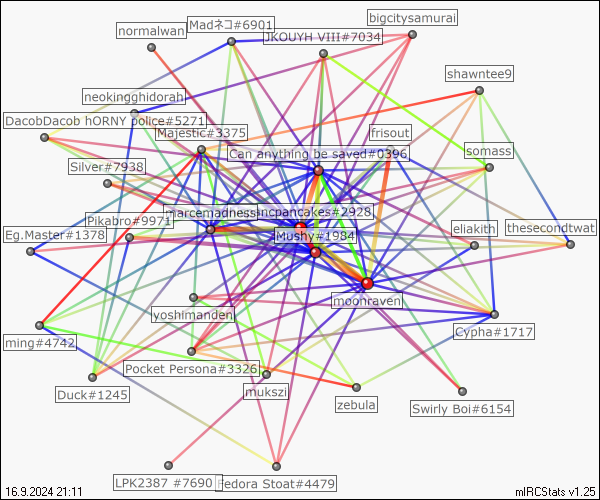 bigcitysamurai
Madネコ#6901
normalwan
JKOUYH VIII#7034
shawntee9
neokingghidorah
DacobDacob hORNY police#5271
Majestic#3375
frisout
Can anything be saved#0396
somass
Silver#7938
marcemadness
incpancakes#2928
Pikabro#9971
Eg.Master#1378
Mushy#1984
eliakith
thesecondtwat
moonraven
yoshimanden
Cypha#1717
ming#4742
Pocket Persona#3326
Duck#1245
mukszi
zebula
Swirly Boi#6154
LPK2387 #7690
Fedora Stoat#4479
16.9.2024 21:11
mIRCStats v1.25